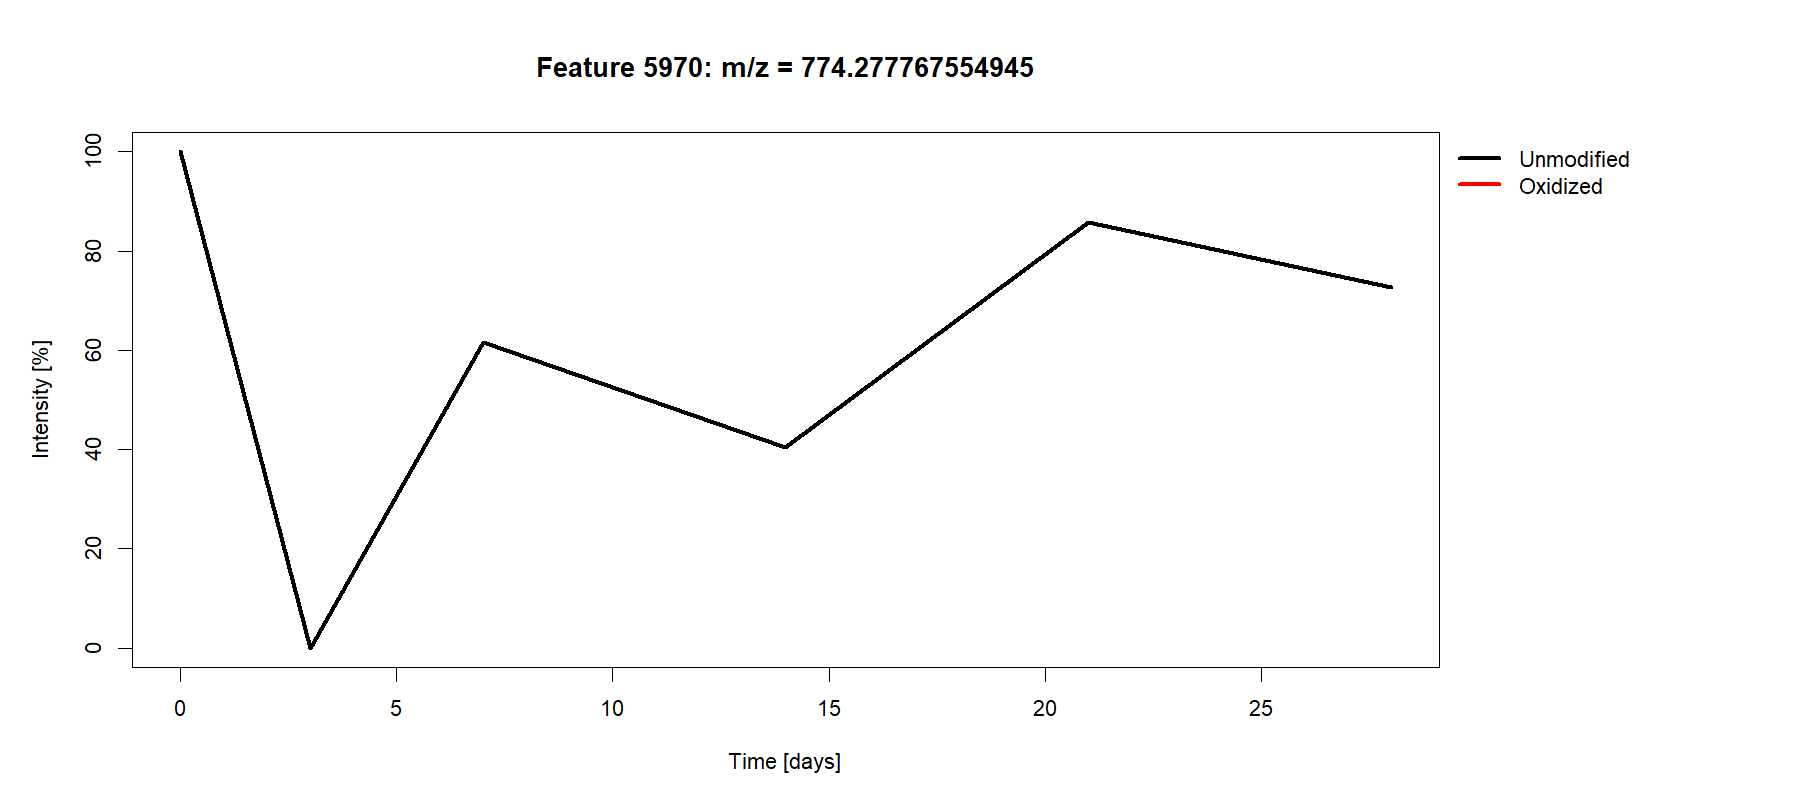 Feature 5970: m/z = 774.277767554945
Unmodified
Oxidized
100
80
60
40
20
0
Intensity [%]
0 5 10 15 20 25
Time [days]